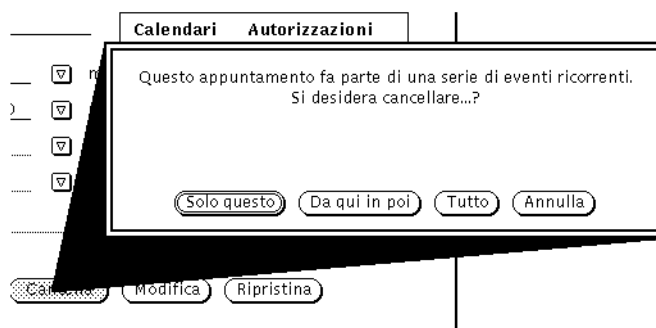 Calendari Autorizzazioni
Questo appuntamento fa parte di una serie di eventi ricorrenti.
Si desidera cancellare...?
Solo questo Da qui in poi Tutto Annulla
Modifica Ripristina